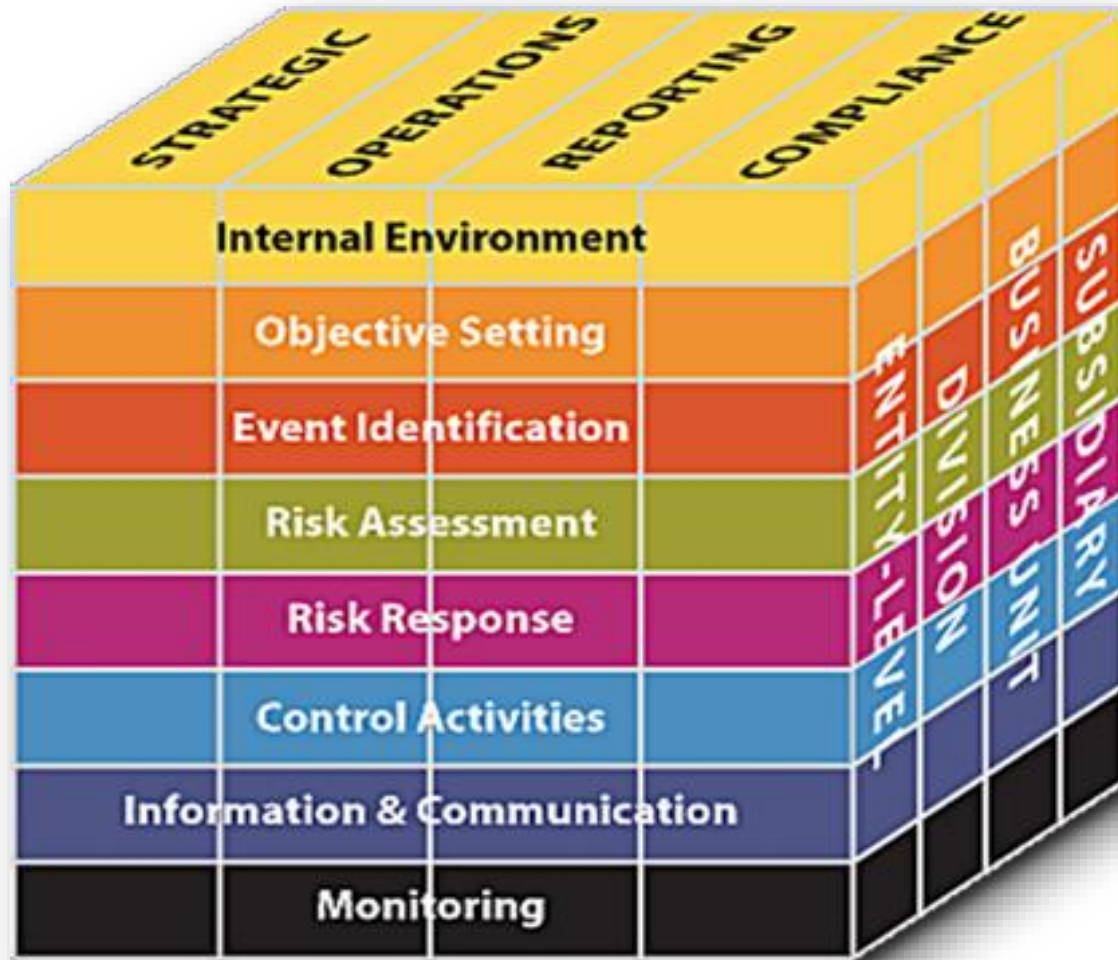 STRATEGIC
OPERATIONS
REPORTING
COMPLIANCE
Internal Environment
Objective Setting
Event Identification
Risk Assessment
Risk Response
Control Activities
Information & Communication
Monitoring
ENTITY-LEVEL
DIVISION
BUSINESS UNIT
SUBSIDIARY